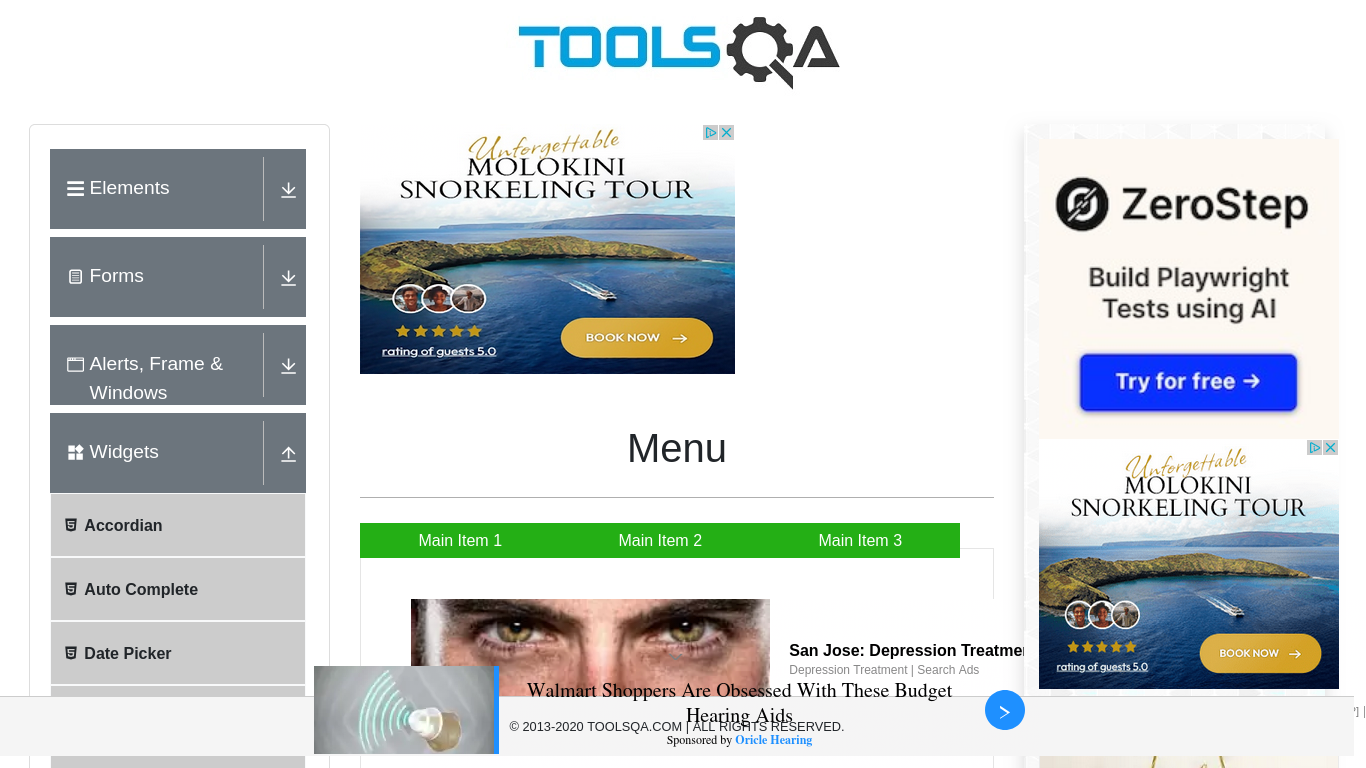 TOOLSQA
Elements
Forms
Alerts, Frame &
Windows
Widgets
Accordian
Auto Complete
Date Picker
Unforgettable
MOLOKINI
SNORKELING TOUR
BOOK NOW
rating of guests 5.0
Menu
Main Item 1
Main Item 2
Main Item 3
San Jose: Depression Treatmen
Depression Treatment | Search Ads
ZeroStep
Build Playwright
Tests using AI
Try for free →
Unforgettable
MOLOKINI
SNORKELING TOUR
BOOK NOW
rating of guests 5.0
Walmart Shoppers Are Obsessed With These Budget
Hearing Aids
© 2013-2020 TOOLSQA.COM | ALL RIGHTS RESERVED.
Sponsored by Oricle Hearing